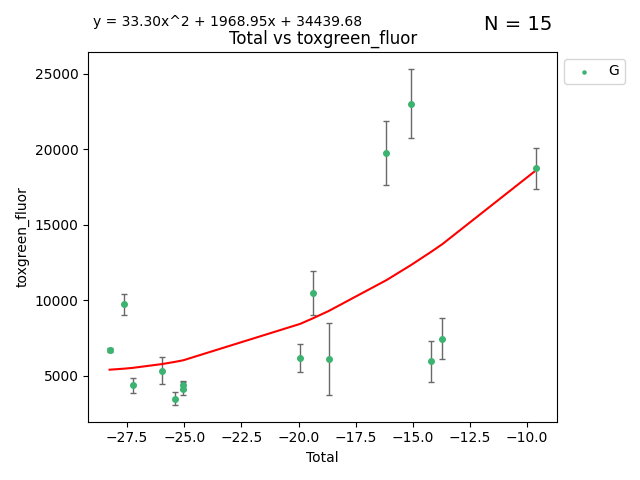 y = 33.30x^2 + 1968.95x + 34439.68
N = 15
Total vs toxgreen_fluor
G
25000
20000
15000
10000
5000
toxgreen_fluor
−27.5 −25.0 −22.5 −20.0 −17.5 −15.0 −12.5 −10.0
Total